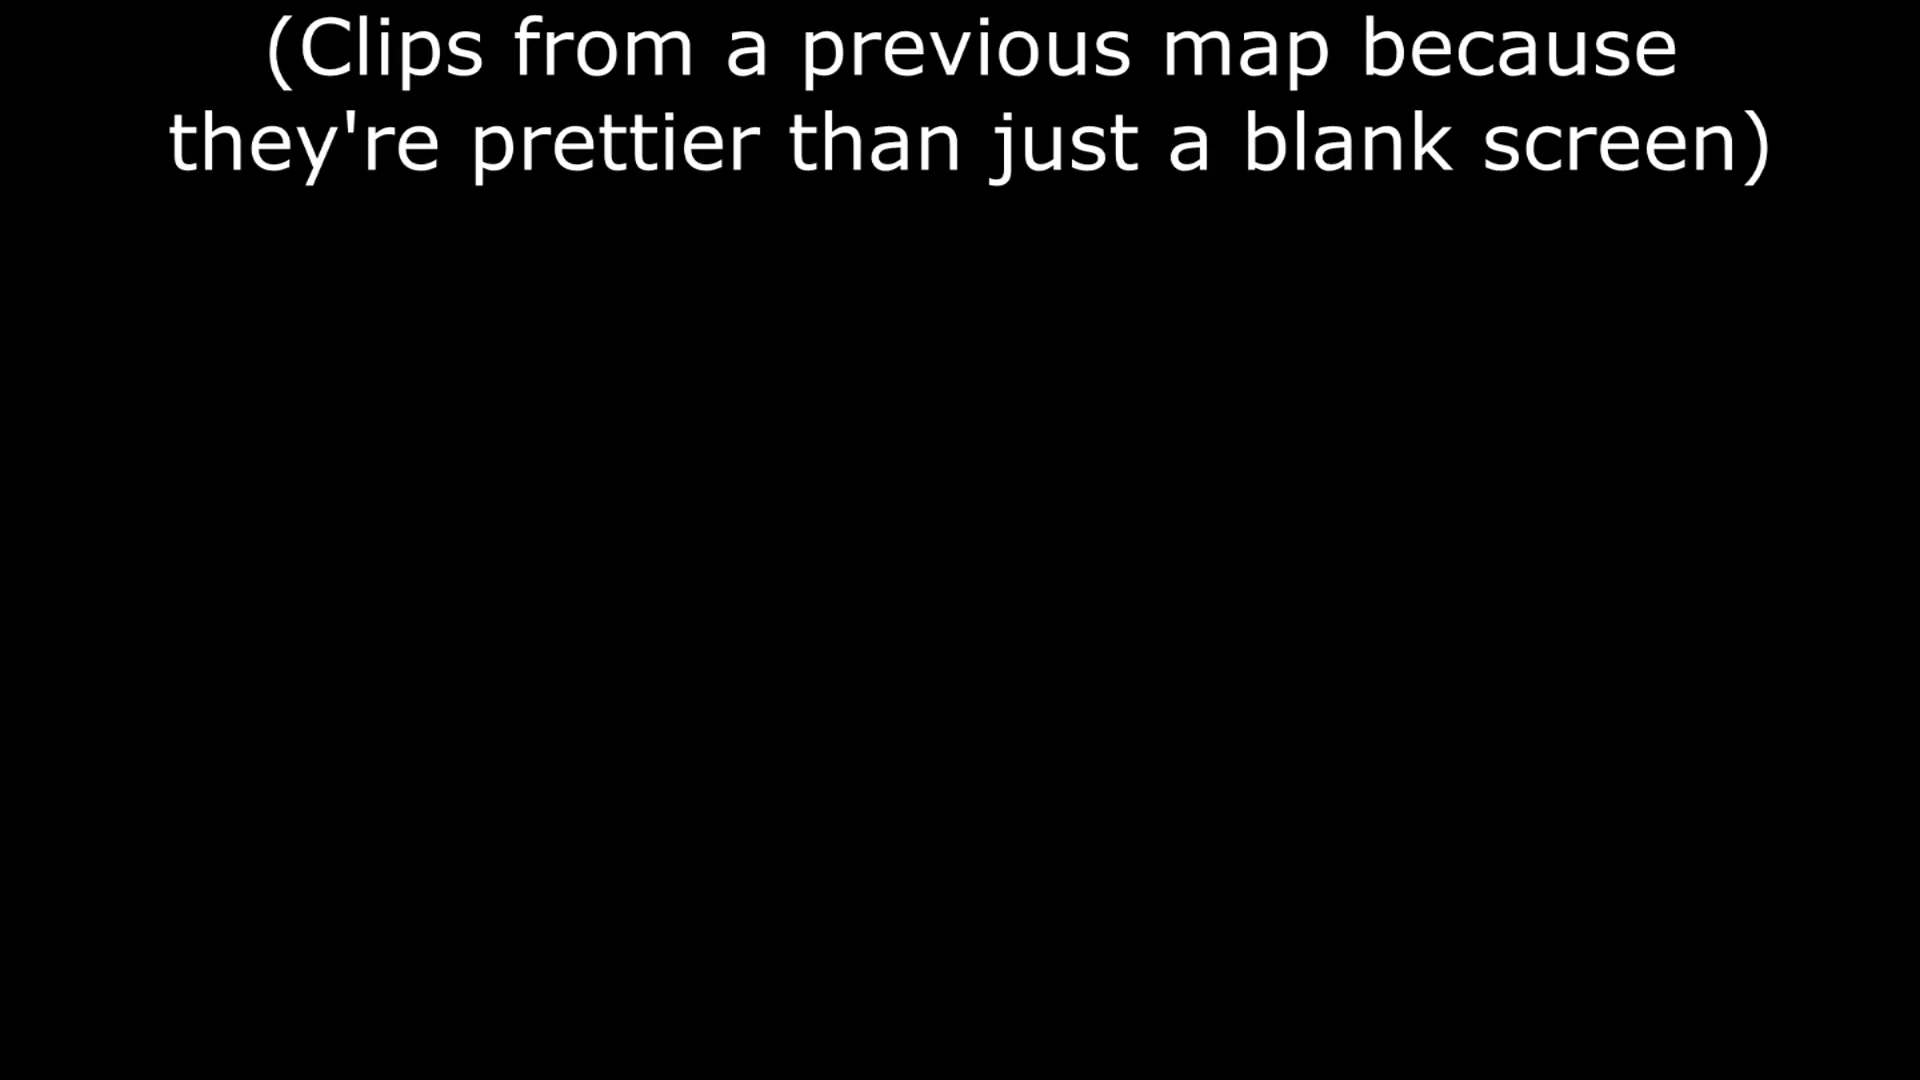 (Clips from a previous map because
they're prettier than just a blank screen)